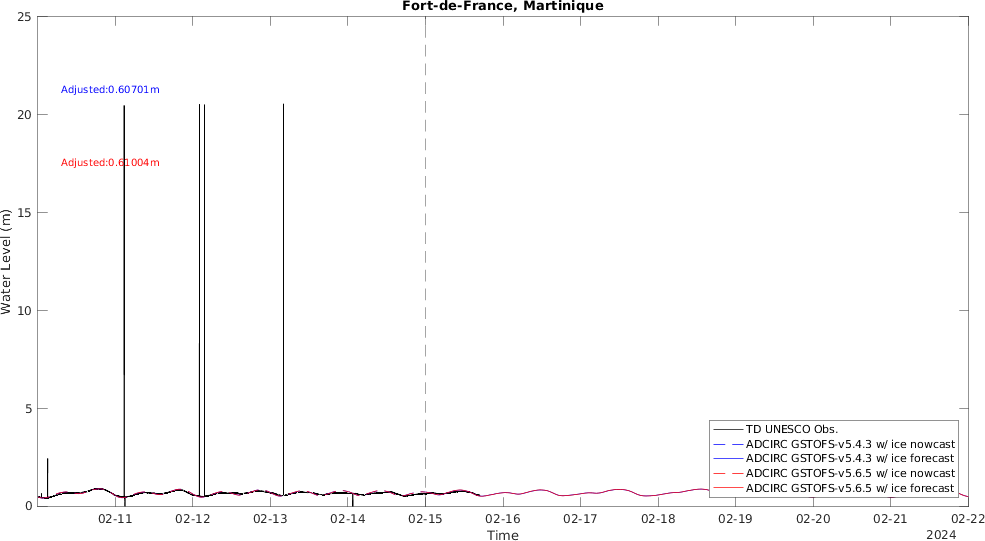 Fort-de-France, Martinique
25
20
15
10
5
0
Water Level (m)
Adjusted:0.60701m
Adjusted:0.61004m
TD UNESCO Obs.
ADCIRC GSTOFS-v5.4.3 w/ ice nowcast
ADCIRC GSTOFS-v5.4.3 w/ ice forecast
ADCIRC GSTOFS-v5.6.5 w/ ice nowcast
ADCIRC GSTOFS-v5.6.5 w/ ice forecast
02-11 02-12 02-13 02-14 02-15 02-16 02-17 02-18 02-19 02-20 02-21 02-22
Time
2024